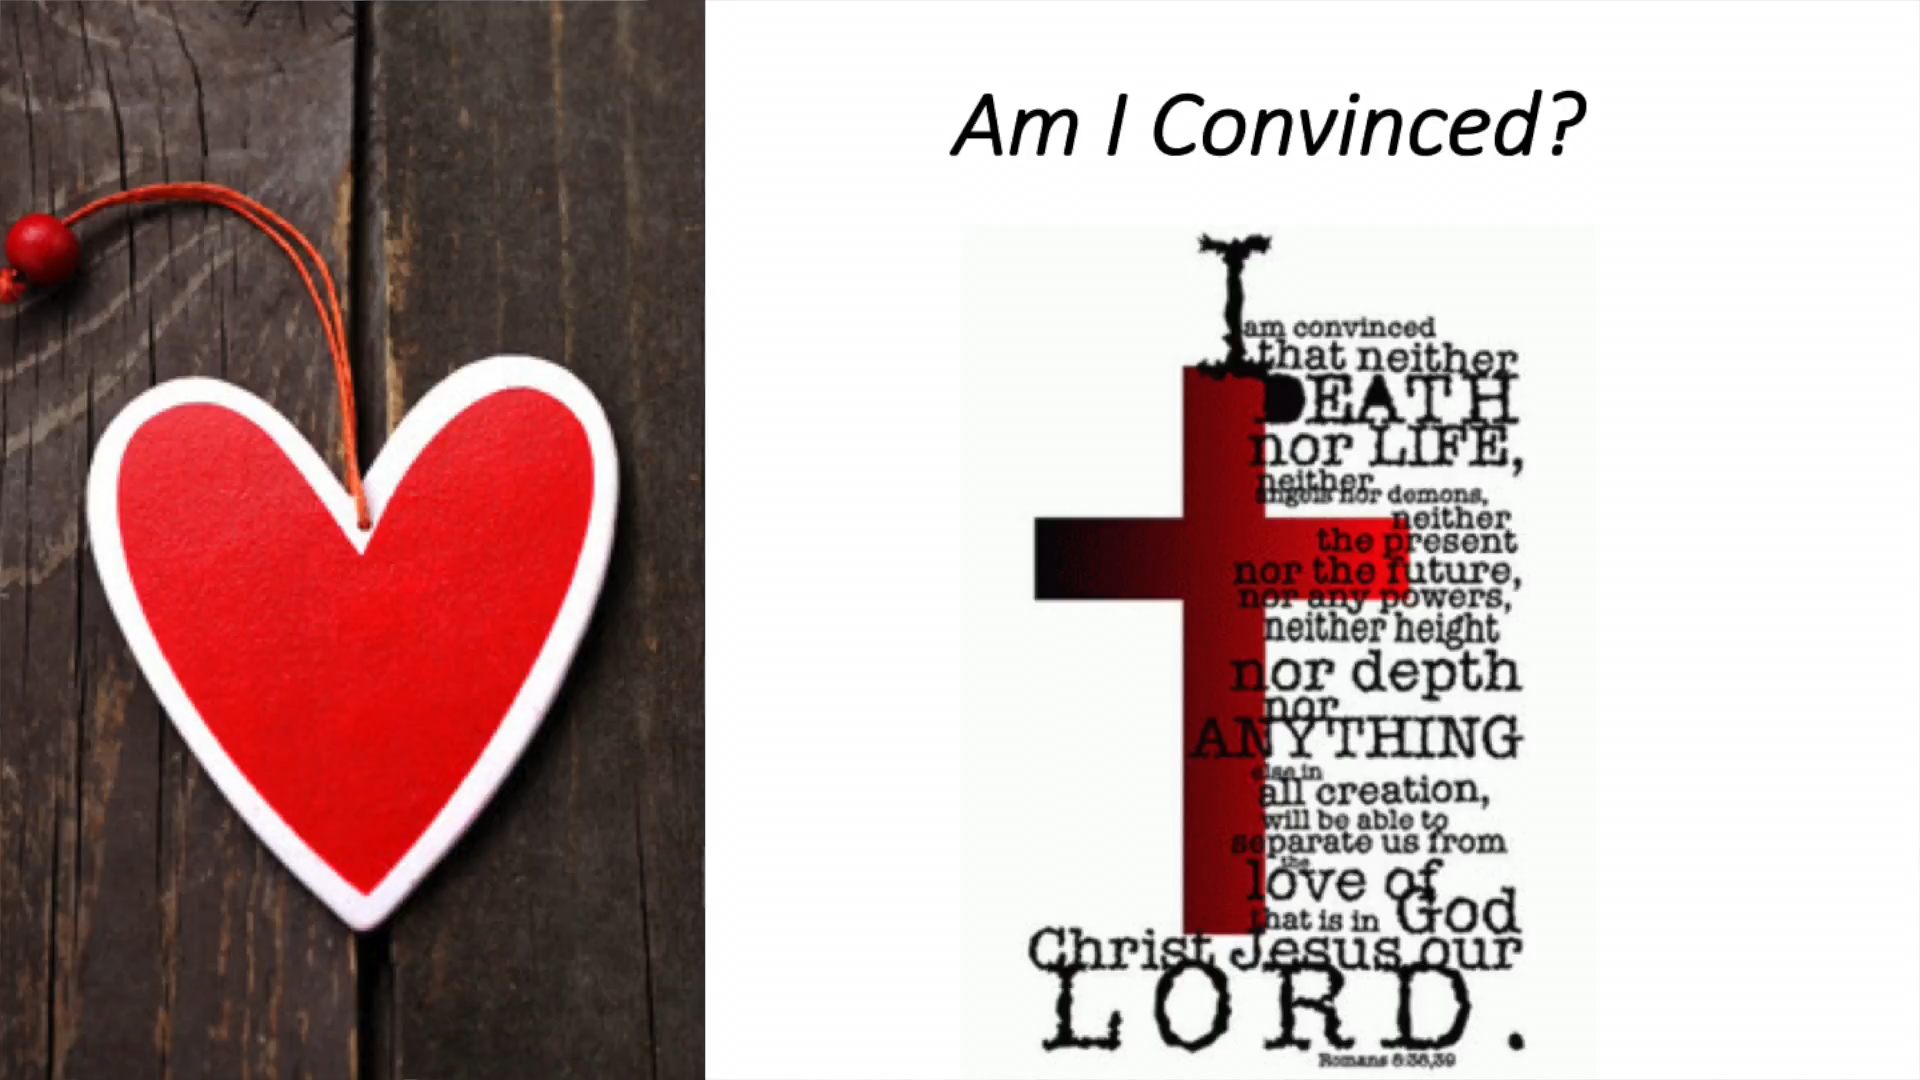 Am I Convinced?
I
am convinced
that neither
DEATH
nor LIFE,
neither
angels nor demons,
neither
the present
nor the future,
nor any powers,
neither height
nor depth
nor
ANYTHING
else in
all creation,
will be able to
separate us from
the
love of
God
that is in
Christ Jesus our
LORD.
Romans 8:38,39